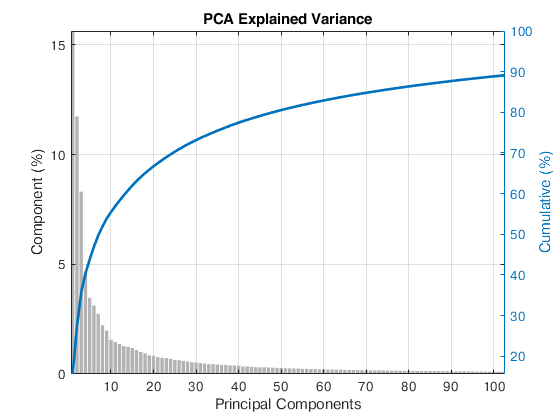 PCA Explained Variance
15
10
5
0
Component (%)
100
90
80
70
60
50
40
30
20
Cumulative (%)
10 20 30 40 50 60 70 80 90 100
Principal Components